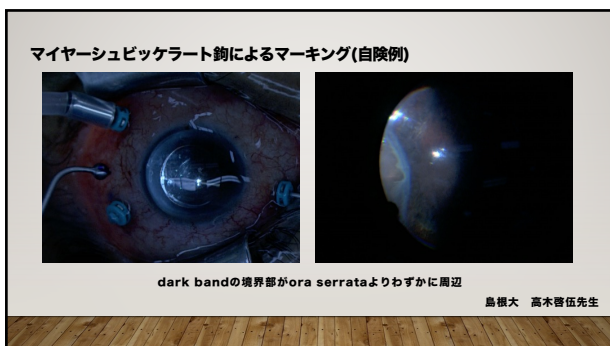 マイヤーシュビッケラート鉤によるマーキング(自険例)
dark bandの境界部がora serrataよりわずかに周辺
島根大　高木啓伍先生